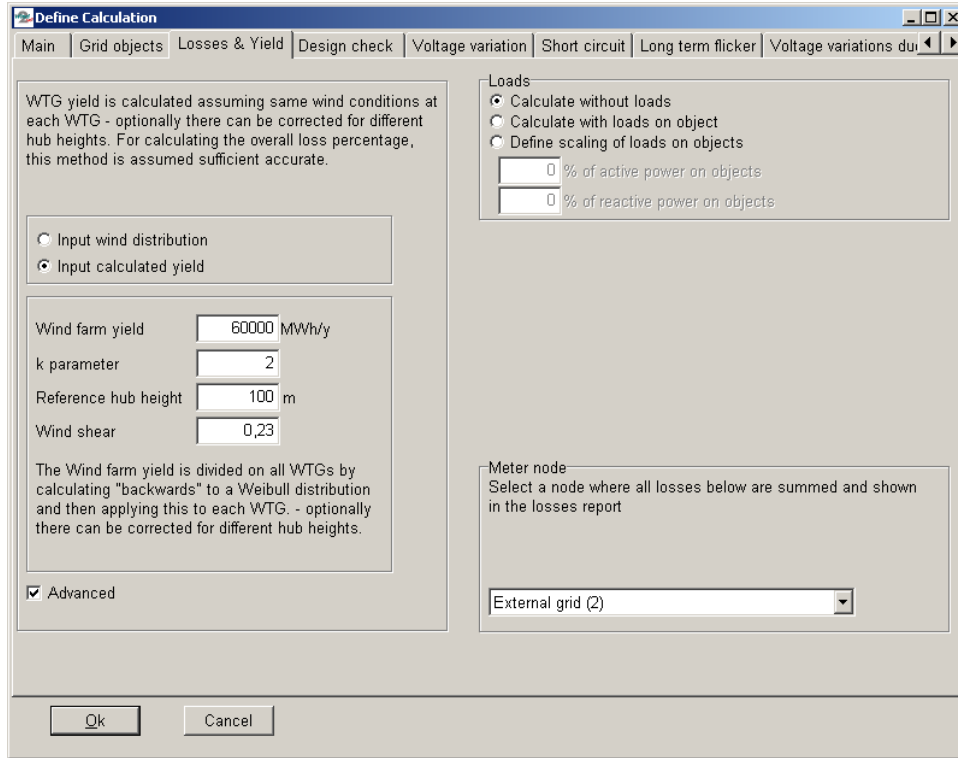 Define Calculation
Main Grid objects Losses & Yield Design check Voltage variation Short circuit Long term flicker Voltage variations du
WTG yield is calculated assuming same wind conditions at
each WTG - optionally there can be corrected for different
hub heights. For calculating the overall loss percentage,
this method is assumed sufficient accurate.
Input wind distribution
Input calculated yield
Wind farm yield 60000 MWh/y
k parameter 2
Reference hub height 100 m
Wind shear 0,23
The Wind farm yield is divided on all WTGs by
calculating "backwards" to a Weibull distribution
and then applying this to each WTG. - optionally
there can be corrected for different hub heights.
Advanced
Loads
Calculate without loads
Calculate with loads on object
Define scaling of loads on objects
0 % of active power on objects
0 % of reactive power on objects
Meter node
Select a node where all losses below are summed and shown
in the losses report
External grid (2)
Ok Cancel